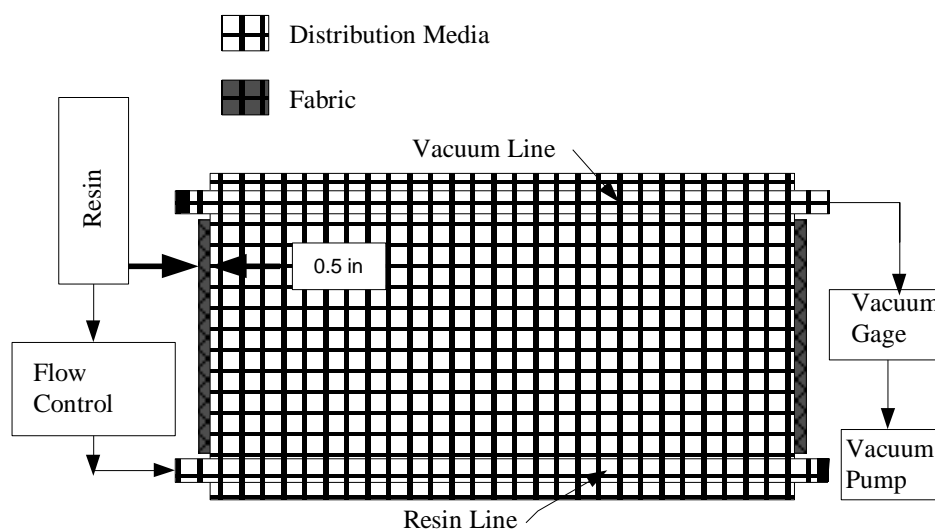 Distribution Media
Fabric
Vacuum Line
Resin
0.5 in
Vacuum
Gage
Flow
Control
Vacuum
Pump
Resin Line